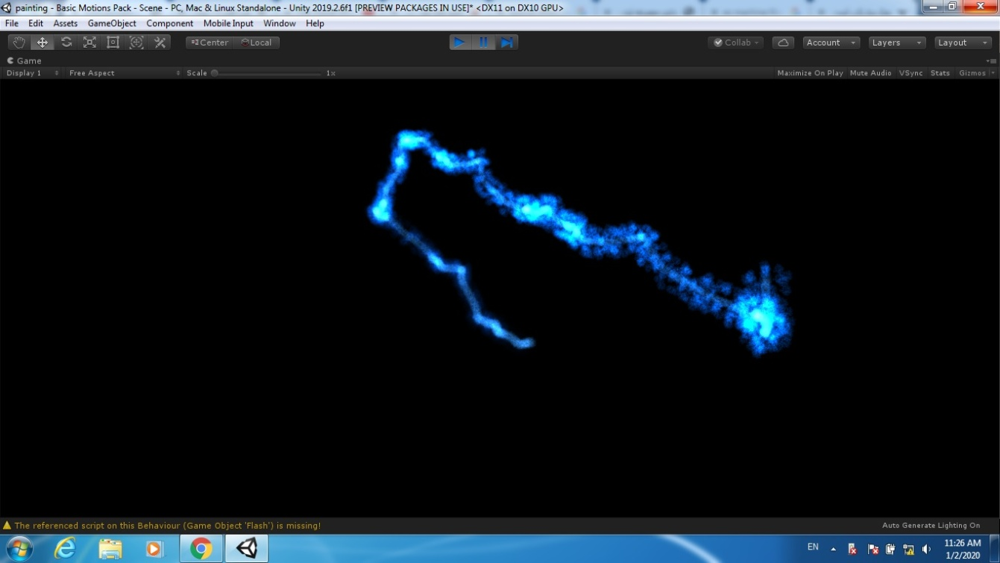 painting - Basic Motions Pack - Scene - PC, Mac & Linux Standalone - Unity 2019.2.6f1 [PREVIEW PACKAGES IN USE]* <DX11 on DX10 GPU>
File Edit Assets GameObject Component Mobile Input Window Help
Center Local Collab Account Layers Layout
Game
Display 1 Free Aspect Scale 1x Maximize On Play Mute Audio VSync Stats Gizmos
The referenced script on this Behaviour (Game Object 'Flash') is missing!
Auto Generate Lighting On
EN
11:26 AM
1/2/2020